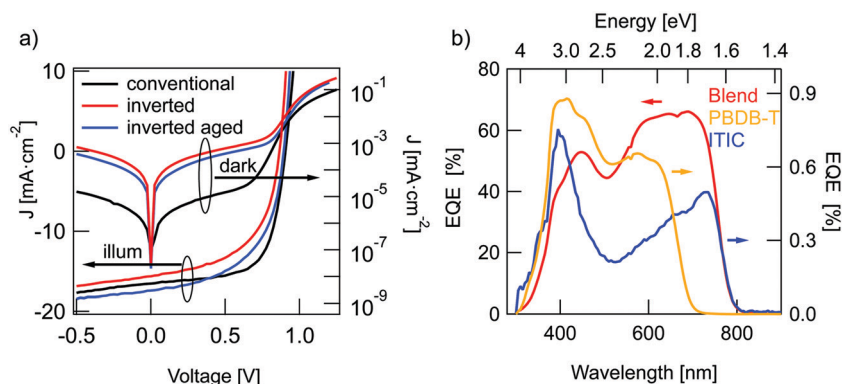 a)
10
0
-10
-20
J [mA·cm⁻²]
conventional
inverted
inverted aged
dark
illum
10⁻¹
10⁻³
10⁻⁵
10⁻⁷
10⁻⁹
J [mA·cm⁻²]
-0.5
0.0
0.5
1.0
Voltage [V]
b)
Energy [eV]
4
3.0
2.5
2.0
1.8
1.6
1.4
80
60
40
20
0
EQE [%]
Blend
PBDB-T
ITIC
0.9
0.6
0.3
0.0
EQE [%]
400
600
800
Wavelength [nm]